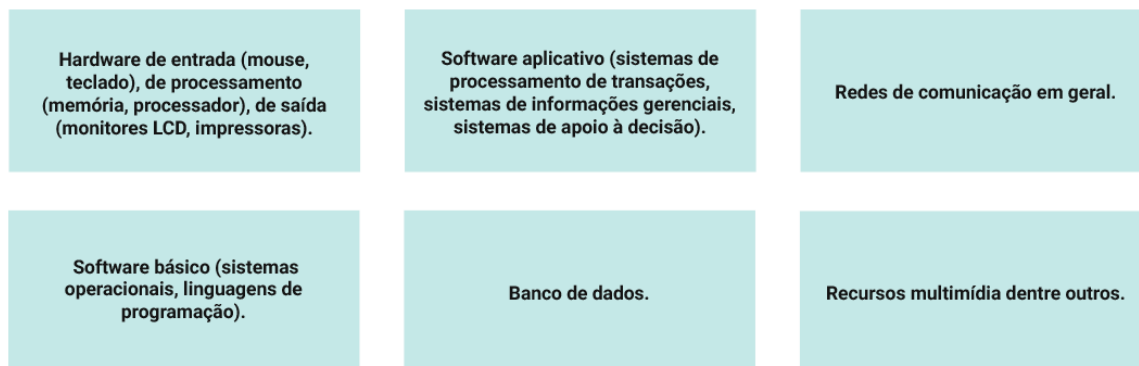 Hardware de entrada (mouse,
teclado), de processamento
(memória, processador), de saída
(monitores LCD, impressoras).
Software aplicativo (sistemas de
processamento de transações,
sistemas de informações gerenciais,
sistemas de apoio à decisão).
Redes de comunicação em geral.
Software básico (sistemas
operacionais, linguagens de
programação).
Banco de dados.
Recursos multimídia dentre outros.